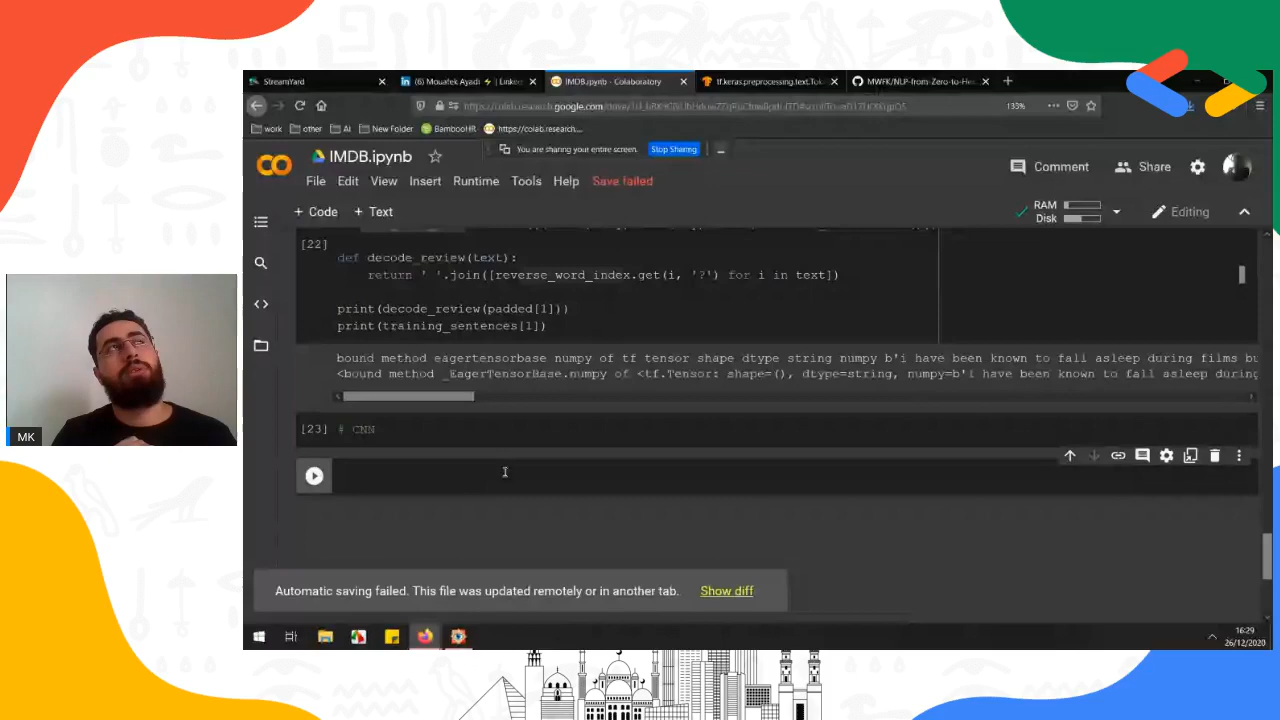 StreamYard
(6) Mouafek Ayadi ⚡ | Linked
IMDB.ipynb - Colaboratory
tf.keras.preprocessing.text.Tok
MWFK/NLP-from-Zero-to-He
google.com
133%
work
other
AI
New Folder
BambooHR
https://colab.research....
You are sharing your entire screen.
Stop Sharing
CO
IMDB.ipynb
Comment
Share
File Edit View Insert Runtime Tools Help Save failed
+ Code + Text
RAM
Disk
Editing
[22]
def decode_review(text):
return ' '.join([reverse_word_index.get(i, '?') for i in text])
print(decode_review(padded[1]))
print(training_sentences[1])
bound method eagertensorbase numpy of tf tensor shape dtype string numpy b'i have been known to fall asleep during films bu
<bound method _EagerTensorBase.numpy of <tf.Tensor: shape=(), dtype=string, numpy=b'i have been known to fall asleep during
[23] # CNN
MK
Automatic saving failed. This file was updated remotely or in another tab.
Show diff
16:29
26/12/2020